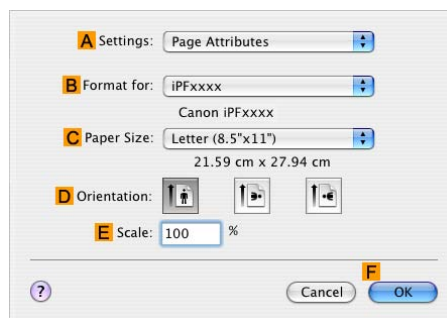 A Settings: Page Attributes
B Format for: iPFxxxx
Canon iPFxxxx
C Paper Size: Letter (8.5"x11")
21.59 cm x 27.94 cm
D Orientation:
E Scale: 100 %
F
? Cancel OK